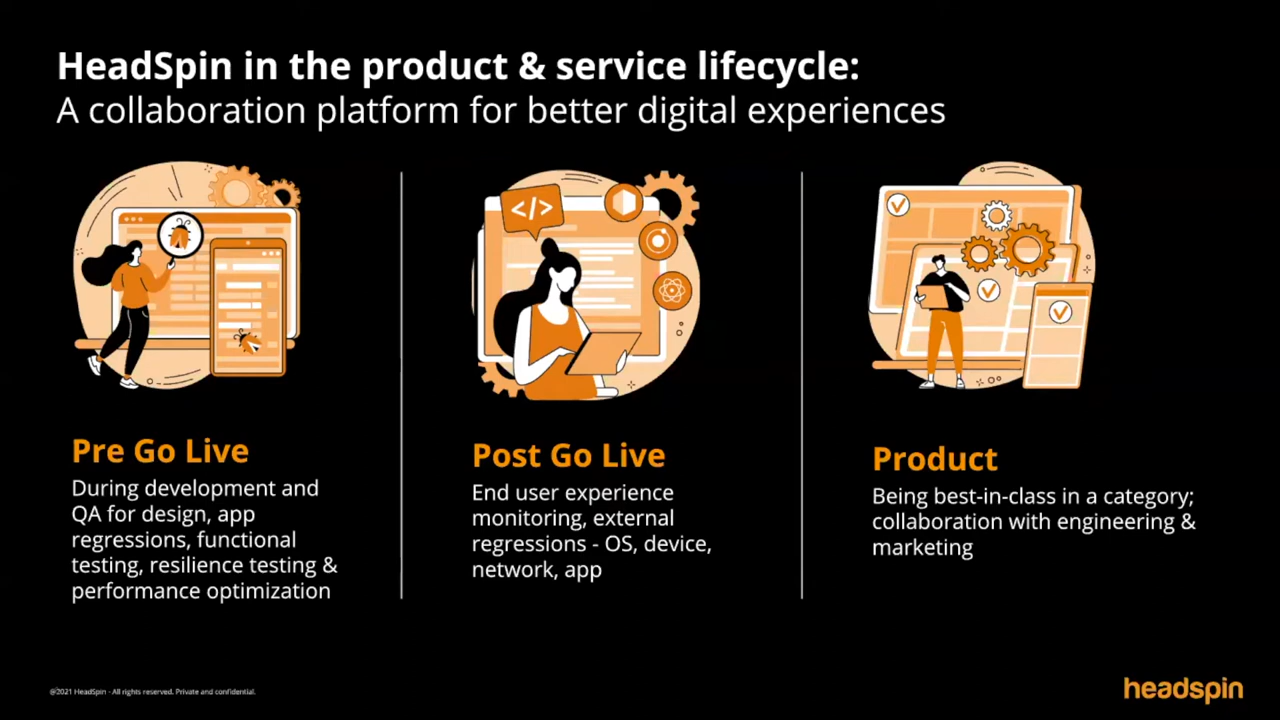 HeadSpin in the product & service lifecycle:
A collaboration platform for better digital experiences
</>
Pre Go Live
During development and
QA for design, app
regressions, functional
testing, resilience testing &
performance optimization
Post Go Live
End user experience
monitoring, external
regressions - OS, device,
network, app
Product
Being best-in-class in a category;
collaboration with engineering &
marketing
@2021 HeadSpin - All rights reserved. Private and confidential.
headspin